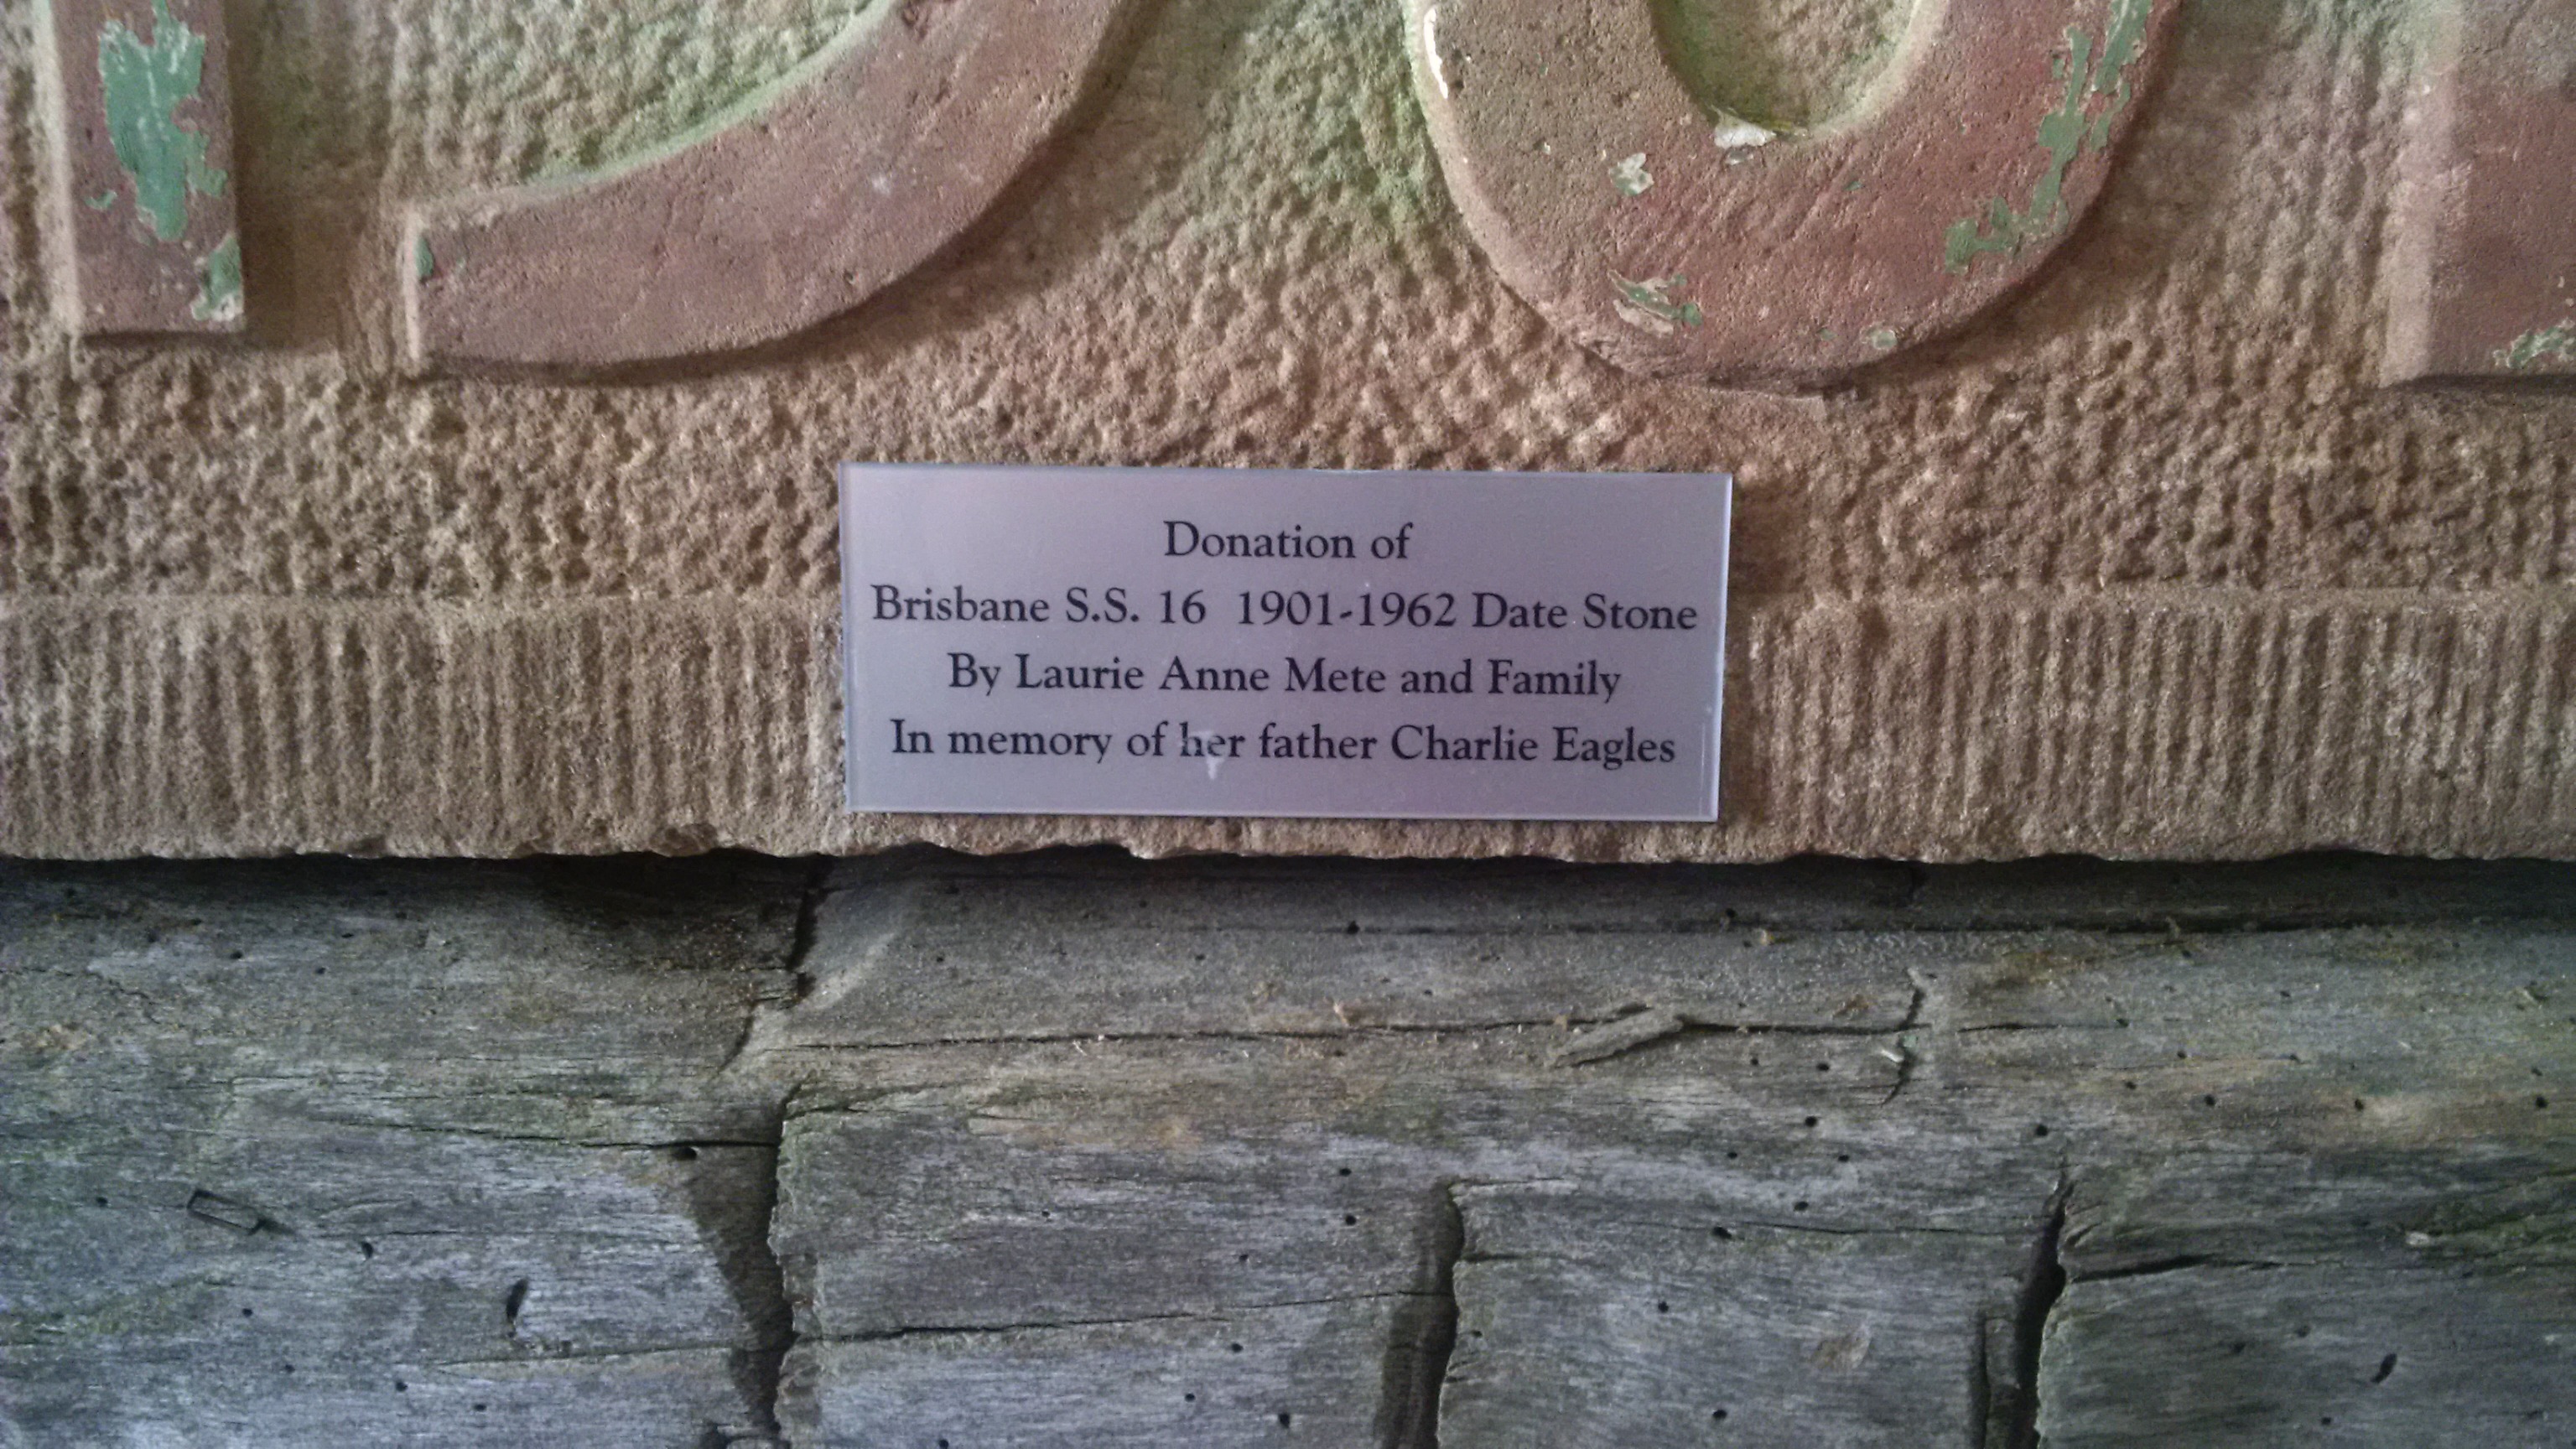 1901
Donation of
Brisbane S.S. 16 1901-1962 Date Stone
By Laurie Anne Mete and Family
In memory of her father Charlie Eagles